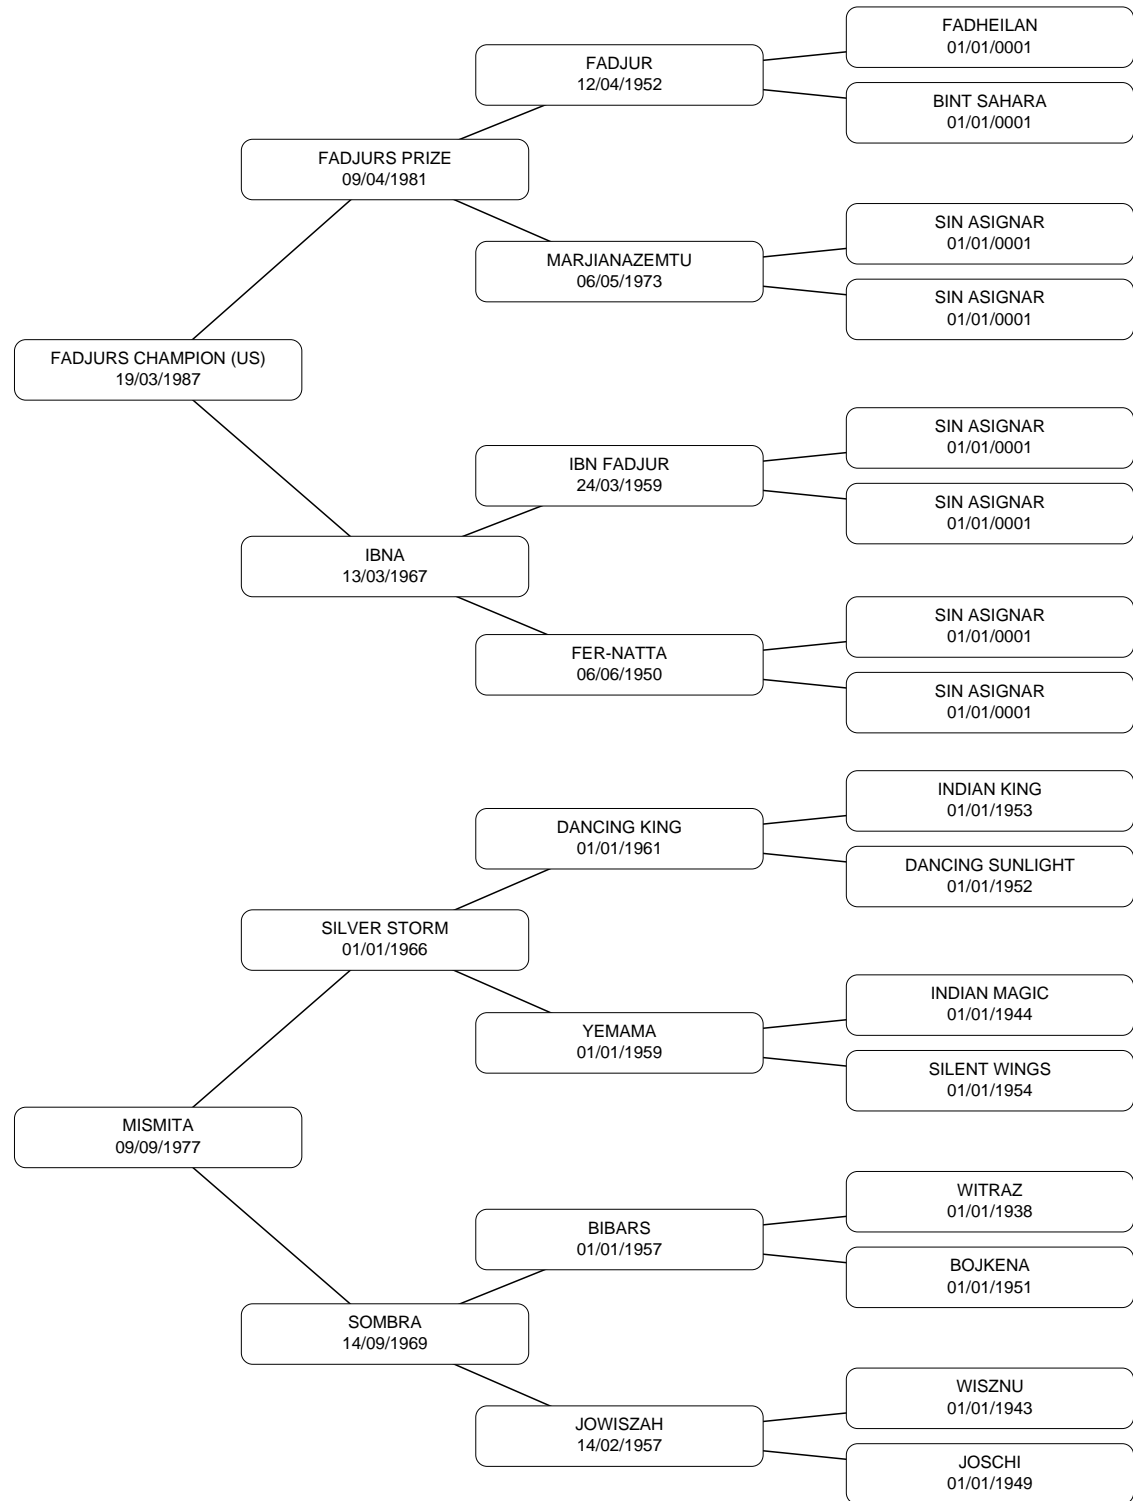 FADHEILAN
01/01/0001
FADJUR
12/04/1952
BINT SAHARA
01/01/0001
FADJURS PRIZE
09/04/1981
SIN ASIGNAR
01/01/0001
MARJIANAZEMTU
06/05/1973
SIN ASIGNAR
01/01/0001
FADJURS CHAMPION (US)
19/03/1987
SIN ASIGNAR
01/01/0001
IBN FADJUR
24/03/1959
SIN ASIGNAR
01/01/0001
IBNA
13/03/1967
SIN ASIGNAR
01/01/0001
FER-NATTA
06/06/1950
SIN ASIGNAR
01/01/0001
INDIAN KING
01/01/1953
DANCING KING
01/01/1961
DANCING SUNLIGHT
01/01/1952
SILVER STORM
01/01/1966
INDIAN MAGIC
01/01/1944
YEMAMA
01/01/1959
SILENT WINGS
01/01/1954
MISMITA
09/09/1977
WITRAZ
01/01/1938
BIBARS
01/01/1957
BOJKENA
01/01/1951
SOMBRA
14/09/1969
WISZNU
01/01/1943
JOWISZAH
14/02/1957
JOSCHI
01/01/1949